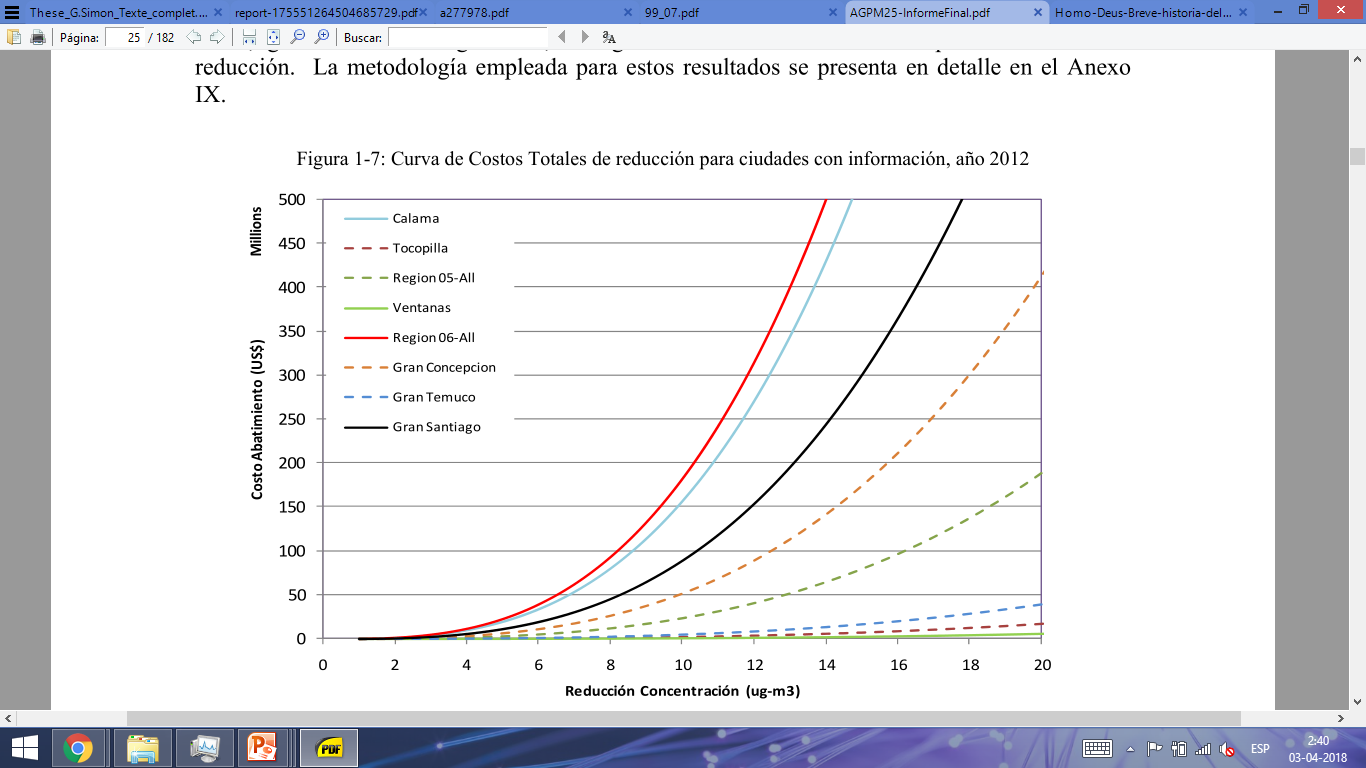 These_G.Simon_Texte_complet....
report-175551264504685729.pdf
a277978.pdf
99_07.pdf
AGPM25-InformeFinal.pdf
Homo-Deus-Breve-historia-del...
Página: 25 / 182 Buscar:
reducción. La metodología empleada para estos resultados se presenta en detalle en el Anexo
IX.
Figura 1-7: Curva de Costos Totales de reducción para ciudades con información, año 2012
Millions
Costo Abatimiento (US$)
500
450
400
350
300
250
200
150
100
50
0
Calama
Tocopilla
Region 05-All
Ventanas
Region 06-All
Gran Concepcion
Gran Temuco
Gran Santiago
0 2 4 6 8 10 12 14 16 18 20
Reducción Concentración (ug-m3)
PDF
ESP
2:40
03-04-2018